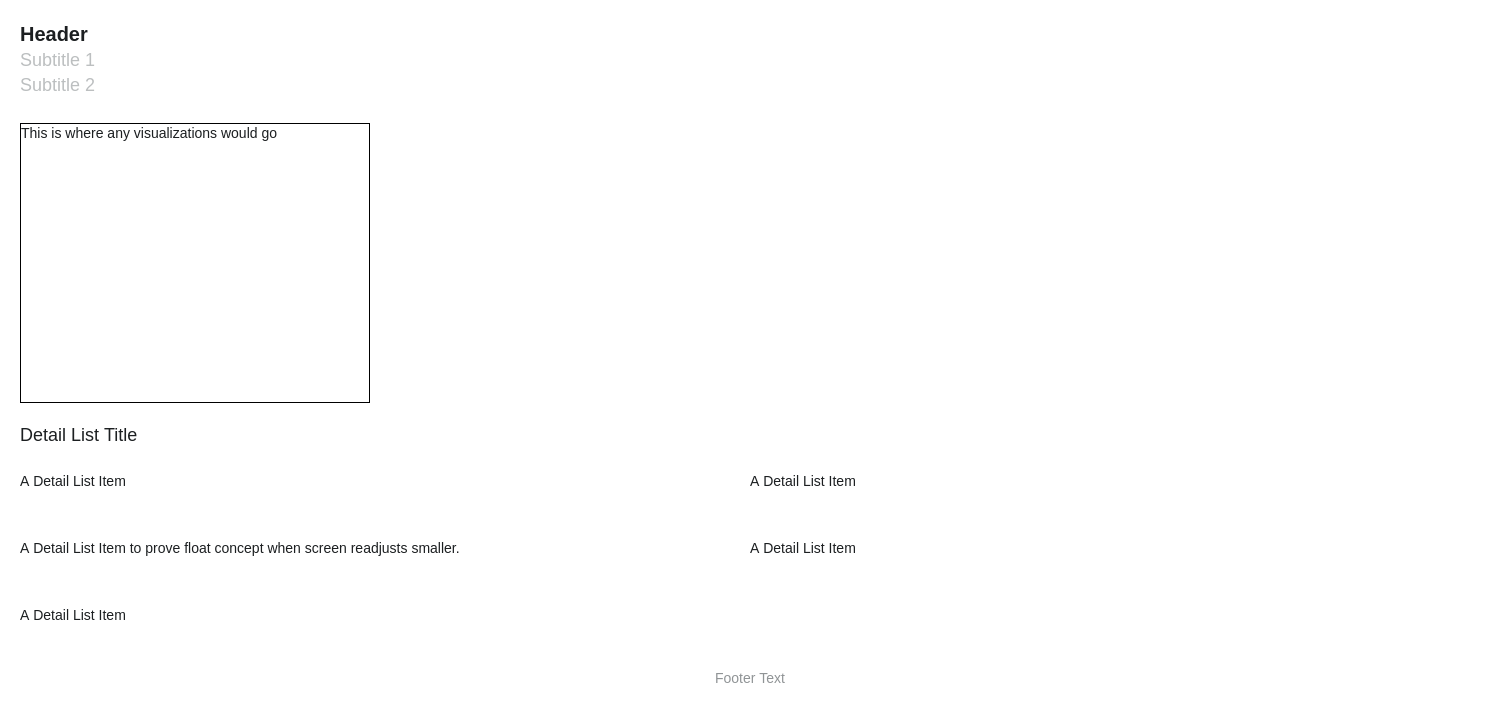 Header
Subtitle 1
Subtitle 2
This is where any visualizations would go
Detail List Title
A Detail List Item
A Detail List Item
A Detail List Item to prove float concept when screen readjusts smaller.
A Detail List Item
A Detail List Item
Footer Text